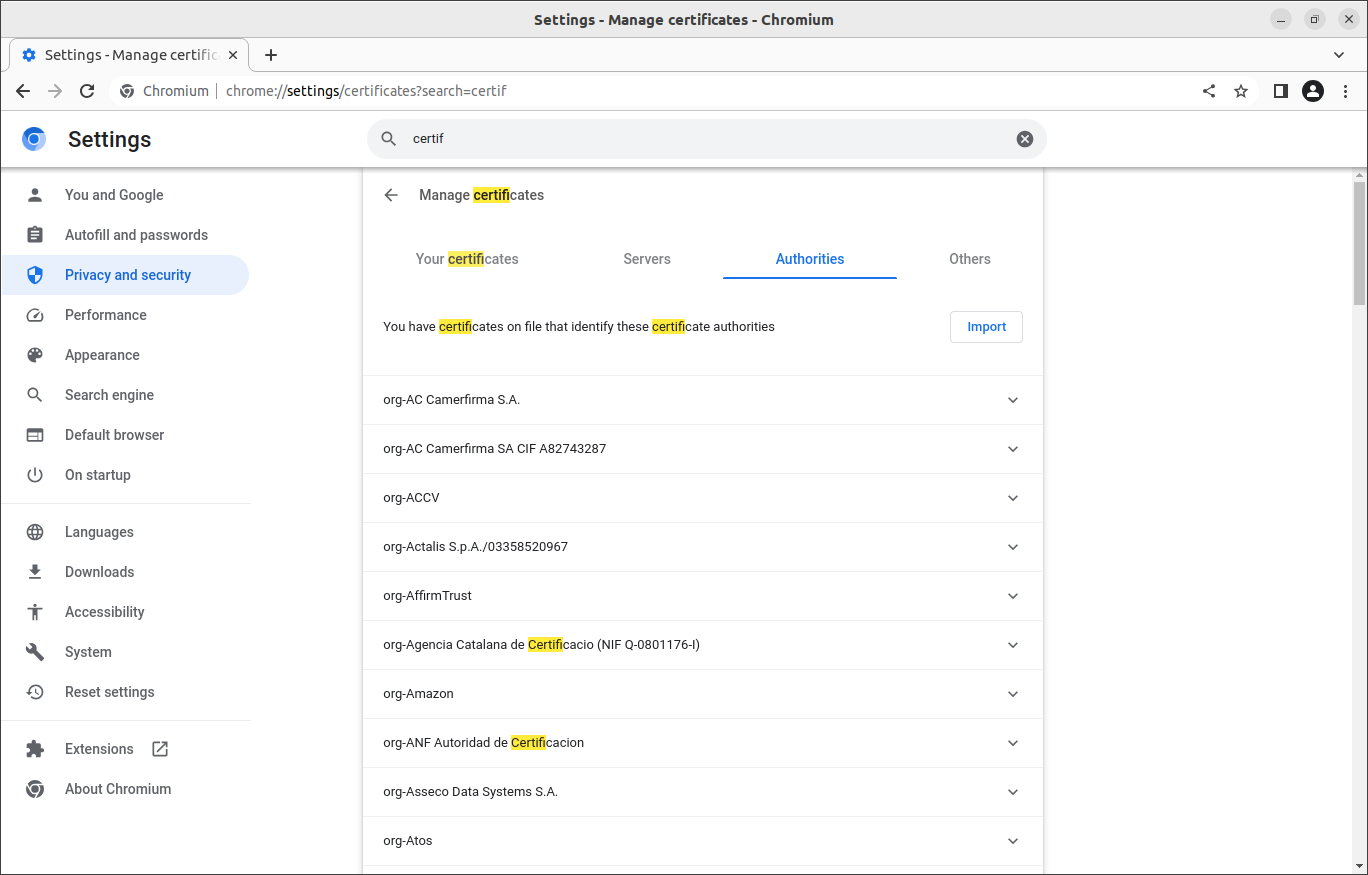 Settings - Manage certificates - Chromium
Settings - Manage certific
Chromium | chrome://settings/certificates?search=certif
Settings
certif
You and Google
Autofill and passwords
Privacy and security
Performance
Appearance
Search engine
Default browser
On startup
Languages
Downloads
Accessibility
System
Reset settings
Extensions
About Chromium
Manage certificates
Your certificates Servers Authorities Others
You have certificates on file that identify these certificate authorities
Import
org-AC Camerfirma S.A.
org-AC Camerfirma SA CIF A82743287
org-ACCV
org-Actalis S.p.A./03358520967
org-AffirmTrust
org-Agencia Catalana de Certificacio (NIF Q-0801176-I)
org-Amazon
org-ANF Autoridad de Certificacion
org-Asseco Data Systems S.A.
org-Atos